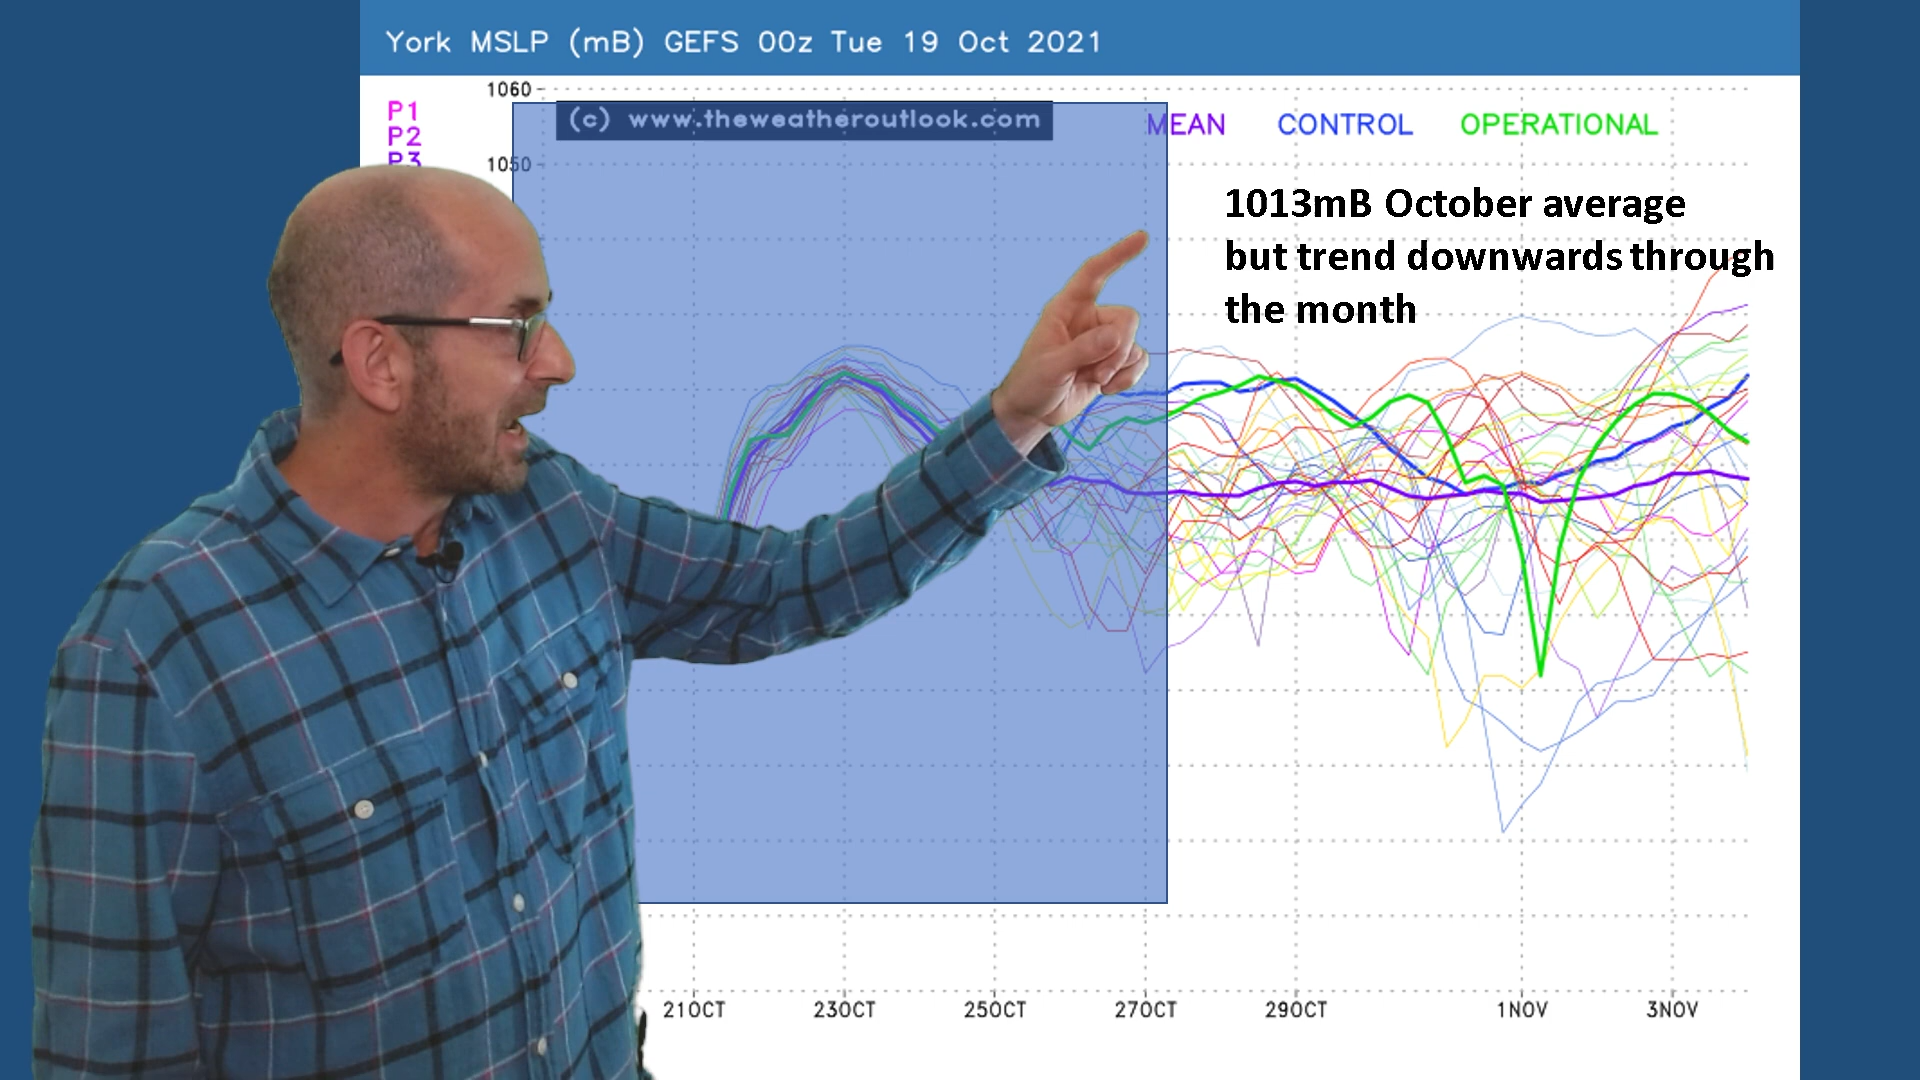 York MSLP (mB) GEFS 00z Tue 19 Oct 2021
1060
P1
(c) www.theweatheroutlook.com
MEAN CONTROL OPERATIONAL
P2
P3
1050
1013mB October average
but trend downwards through
the month
21OCT 23OCT 25OCT 27OCT 29OCT 1NOV 3NOV